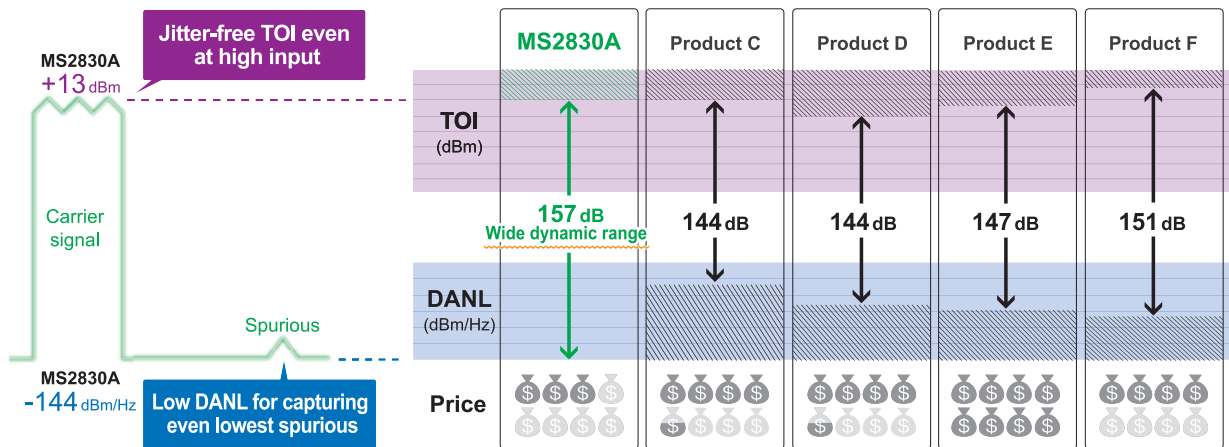 Jitter-free TOI even
at high input
MS2830A
+13 dBm
Carrier
signal
Spurious
MS2830A
-144 dBm/Hz
Low DANL for capturing
even lowest spurious
MS2830A
Product C
Product D
Product E
Product F
TOI
(dBm)
157 dB
Wide dynamic range
144 dB
144 dB
147 dB
151 dB
DANL
(dBm/Hz)
Price
$ $ $ $
$ $ $ $
$ $ $ $
$ $ $ $
$ $ $ $
$ $ $ $
$ $ $ $
$ $ $ $
$ $ $ $
$ $ $ $